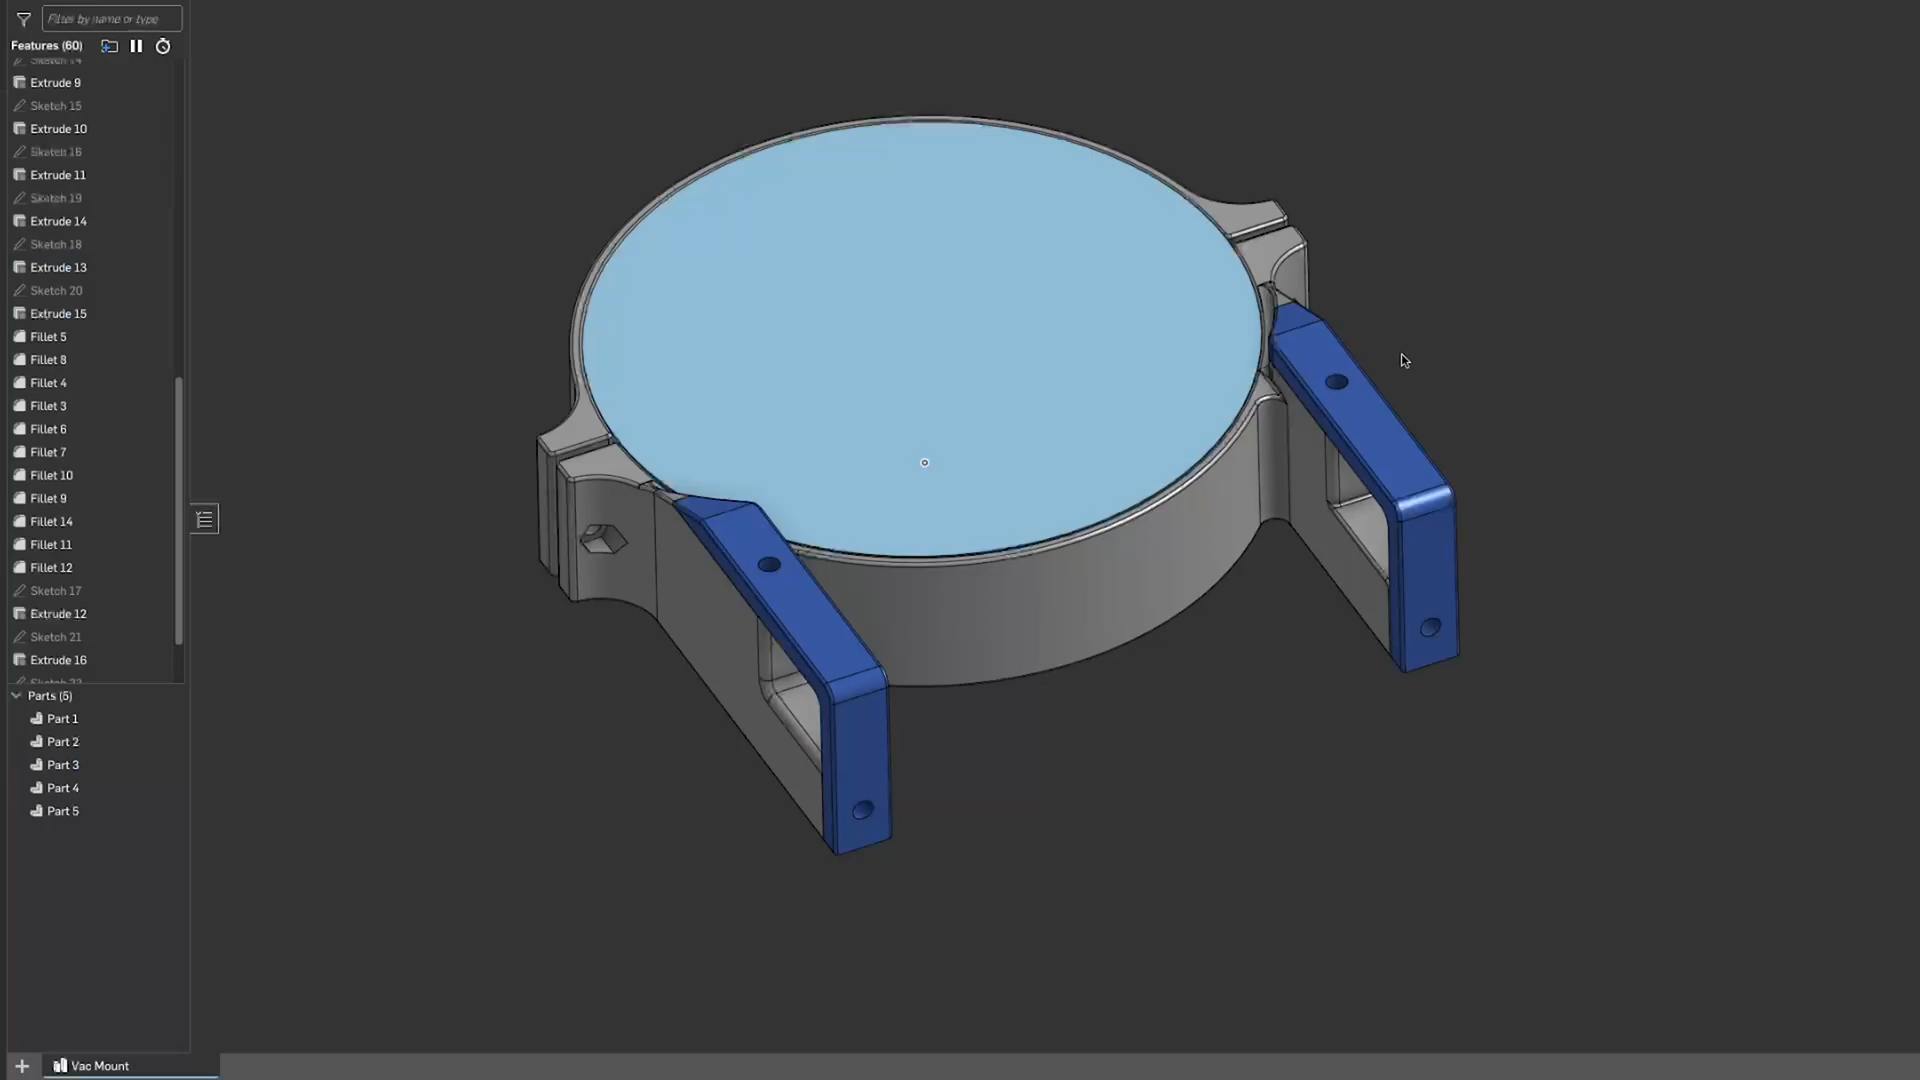 Filter by name or type
Features (60)
Sketch 14
Extrude 9
Sketch 15
Extrude 10
Sketch 16
Extrude 11
Sketch 19
Extrude 14
Sketch 18
Extrude 13
Sketch 20
Extrude 15
Fillet 5
Fillet 8
Fillet 4
Fillet 3
Fillet 6
Fillet 7
Fillet 10
Fillet 9
Fillet 14
Fillet 11
Fillet 12
Sketch 17
Extrude 12
Sketch 21
Extrude 16
Parts (5)
Part 1
Part 2
Part 3
Part 4
Part 5
Vac Mount